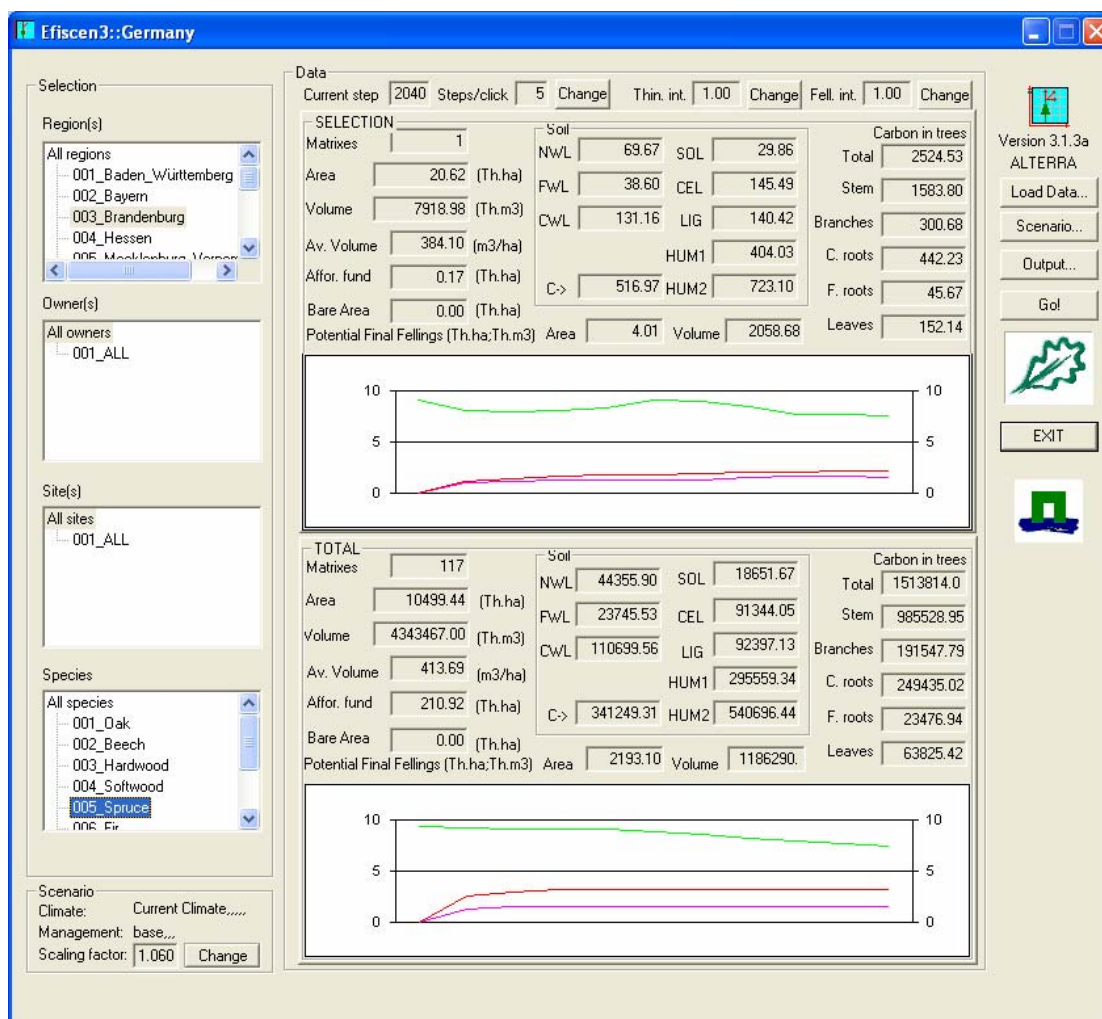 Efiscen3::Germany
Selection
Region(s)
All regions
001_Baden_Württemberg
002_Bayern
003_Brandenburg
004_Hessen
Owner(s)
All owners
001_ALL
Site(s)
All sites
001_ALL
Species
All species
001_Oak
002_Beech
003_Hardwood
004_Softwood
005_Spruce
006_Fir
Scenario
Climate: Current Climate,,,,,
Management: base,,,
Scaling factor: 1.060 Change
Data
Current step 2040 Steps/click 5 Change Thin. int. 1.00 Change Fell. int. 1.00 Change
SELECTION
Matrixes 1
Area 20.62 (Th.ha)
Volume 7918.98 (Th.m3)
Av. Volume 384.10 (m3/ha)
Affor. fund 0.17 (Th.ha)
Bare Area 0.00 (Th.ha)
Soil
NWL 69.67 SOL 29.86
FWL 38.60 CEL 145.49
CWL 131.16 LIG 140.42
HUM1 404.03
C-> 516.97 HUM2 723.10
Carbon in trees
Total 2524.53
Stem 1583.80
Branches 300.68
C. roots 442.23
F. roots 45.67
Leaves 152.14
Potential Final Fellings (Th.ha;Th.m3) Area 4.01 Volume 2058.68
10 10
5 5
0 0
TOTAL
Matrixes 117
Area 10499.44 (Th.ha)
Volume 4343467.00 (Th.m3)
Av. Volume 413.69 (m3/ha)
Affor. fund 210.92 (Th.ha)
Bare Area 0.00 (Th.ha)
Soil
NWL 44355.90 SOL 18651.67
FWL 23745.53 CEL 91344.05
CWL 110699.56 LIG 92397.13
HUM1 295559.34
C-> 341249.31 HUM2 540696.44
Carbon in trees
Total 1513814.0
Stem 985528.95
Branches 191547.79
C. roots 249435.02
F. roots 23476.94
Leaves 63825.42
Potential Final Fellings (Th.ha;Th.m3) Area 2193.10 Volume 1186290.
10 10
5 5
0 0
Version 3.1.3a
ALTERRA
Load Data...
Scenario...
Output...
Go!
EXIT